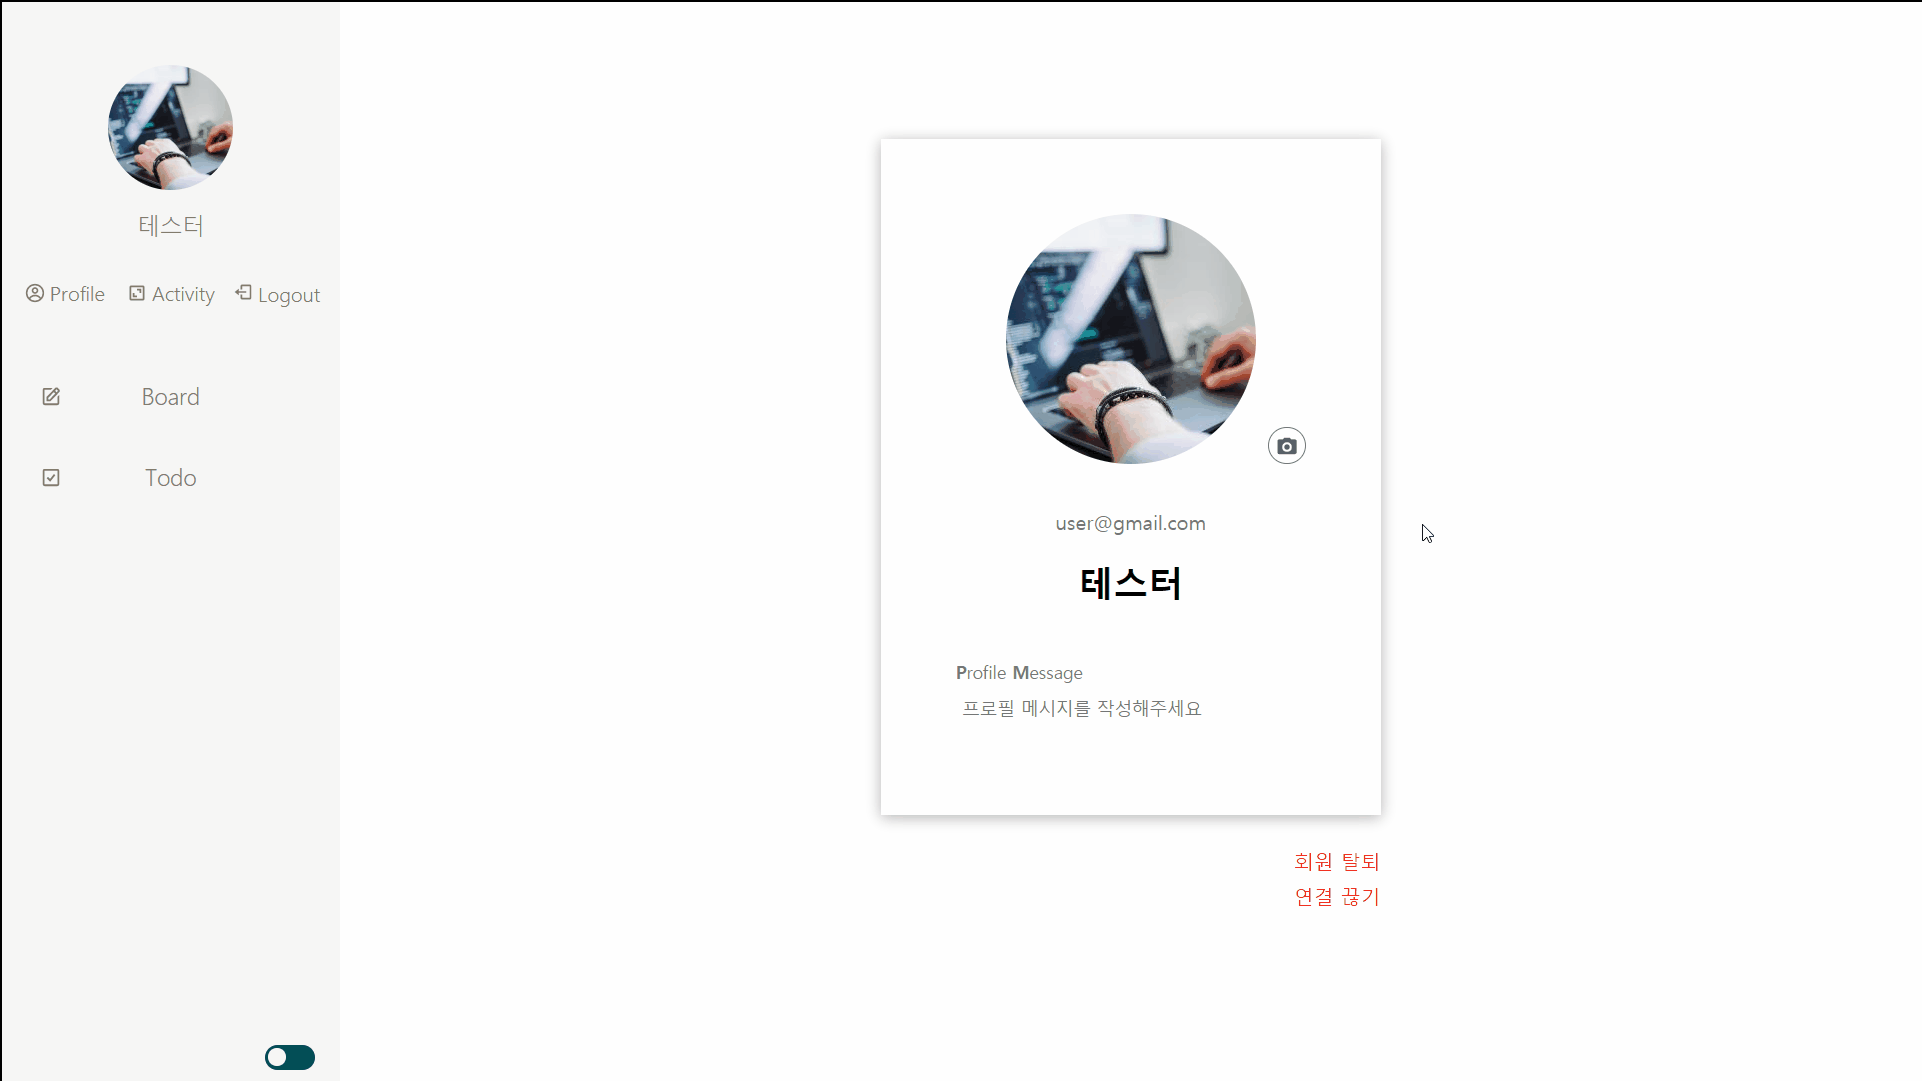 테스터
Profile Activity Logout
Board
Todo
user@gmail.com
테스터
Profile Message
프로필 메시지를 작성해주세요
회원 탈퇴
연결 끊기